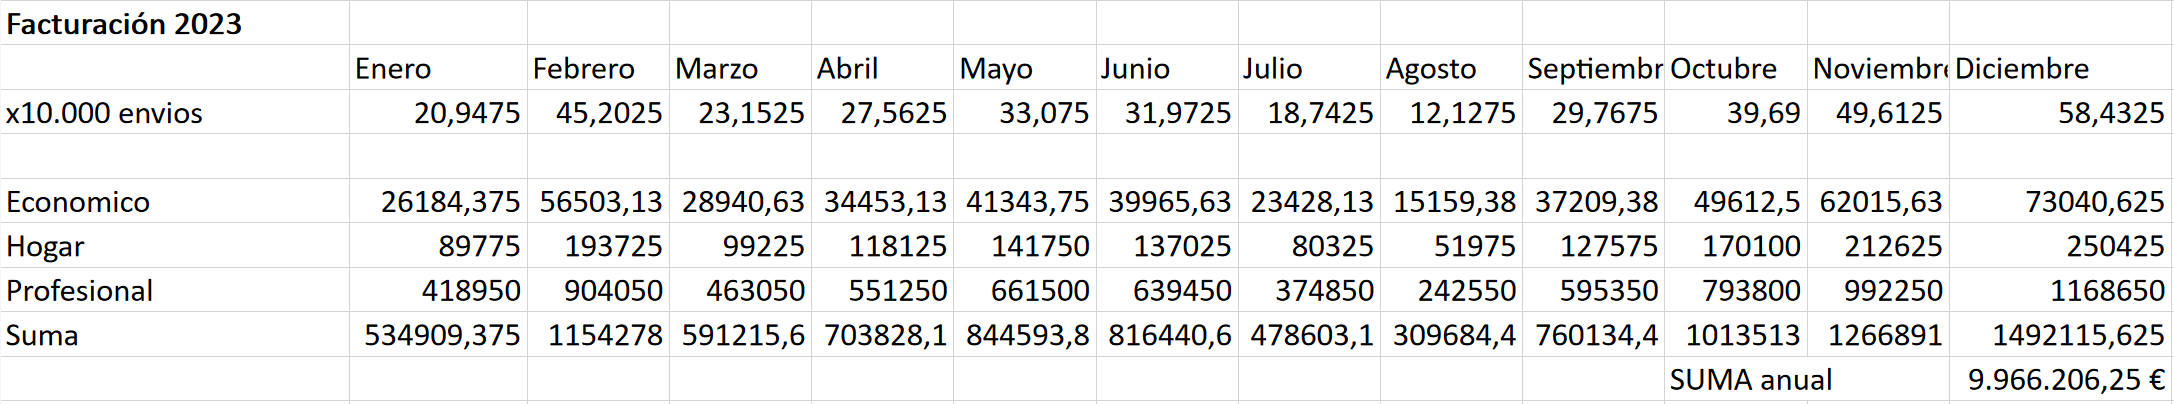 Facturación 2023
Enero Febrero Marzo Abril Mayo Junio Julio Agosto Septiembr Octubre Noviembre Diciembre
x10.000 envios 20,9475 45,2025 23,1525 27,5625 33,075 31,9725 18,7425 12,1275 29,7675 39,69 49,6125 58,4325
Economico 26184,375 56503,13 28940,63 34453,13 41343,75 39965,63 23428,13 15159,38 37209,38 49612,5 62015,63 73040,625
Hogar 89775 193725 99225 118125 141750 137025 80325 51975 127575 170100 212625 250425
Profesional 418950 904050 463050 551250 661500 639450 374850 242550 595350 793800 992250 1168650
Suma 534909,375 1154278 591215,6 703828,1 844593,8 816440,6 478603,1 309684,4 760134,4 1013513 1266891 1492115,625
SUMA anual 9.966.206,25 €